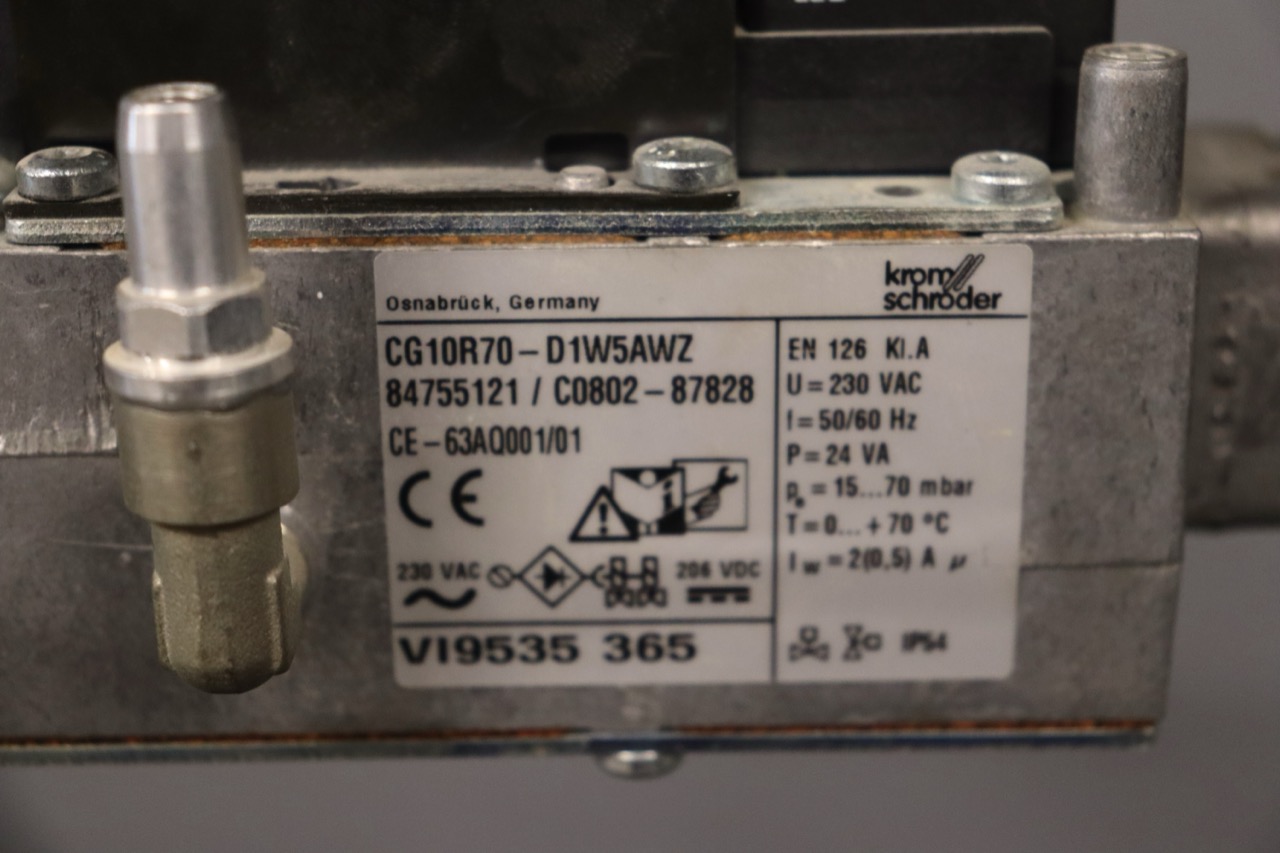 Osnabrück, Germany
krom
schröder
CG10R70-D1W5AWZ
84755121 / C0802-87828
CE-63AQ001/01
CE
230 VAC
206 VDC
VI9535 365
EN 126 Kl.A
U = 230 VAC
f = 50/60 Hz
P = 24 VA
pe = 15...70 mbar
T = 0... +70 °C
Iw = 2(0,5) A µ
IP54